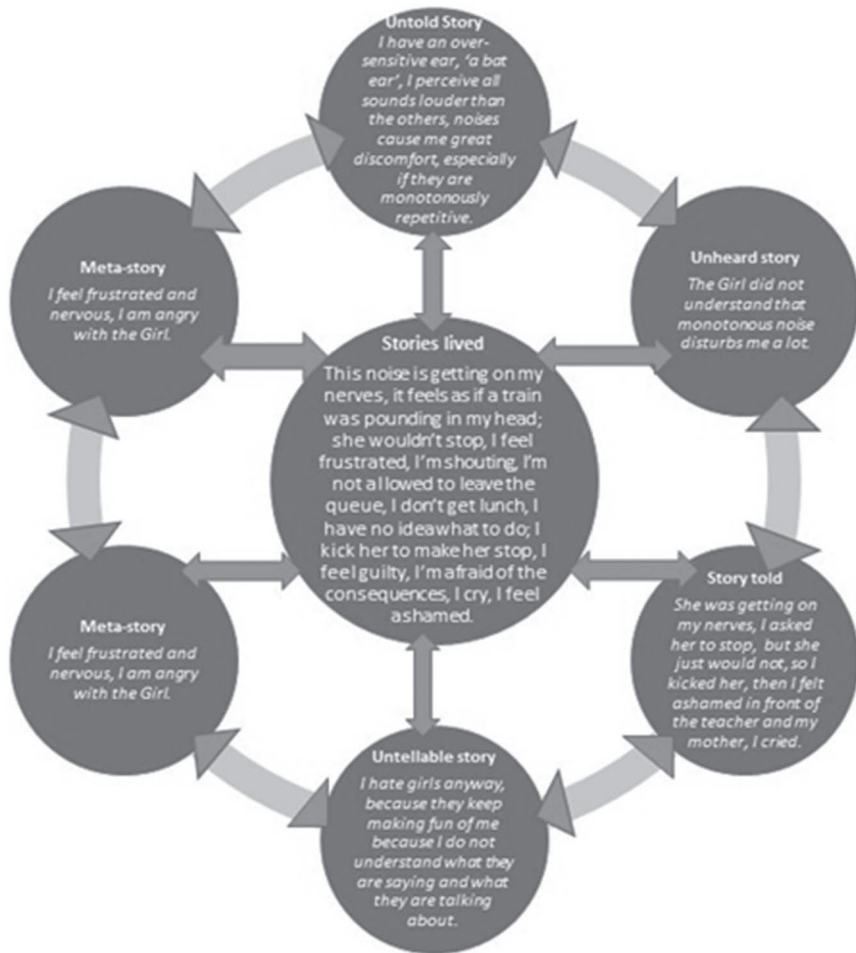 Untold Story
I have an over-
sensitive ear, ‘a bat
ear’, I perceive all
sounds louder than
the others, noises
cause me great
discomfort, especially
if they are
monotonously
repetitive.
Unheard story
The Girl did not
understand that
monotonous noise
disturbs me a lot.
Story told
She was getting on
my nerves, I asked
her to stop, but she
just would not, so I
kicked her, then I felt
ashamed in front of
the teacher and my
mother, I cried.
Untellable story
I hate girls anyway,
because they keep
making fun of me
because I do not
understand what they
are saying and what
they are talking
about.
Meta-story
I feel frustrated and
nervous, I am angry
with the Girl.
Meta-story
I feel frustrated and
nervous, I am angry
with the Girl.
Stories lived
This noise is getting on my
nerves, it feels as if a train
was pounding in my head;
she wouldn’t stop, I feel
frustrated, I’m shouting, I’m
not allowed to leave the
queue, I don’t get lunch, I
have no idea what to do; I
kick her to make her stop, I
feel guilty, I’m afraid of the
consequences, I cry, I feel
ashamed.